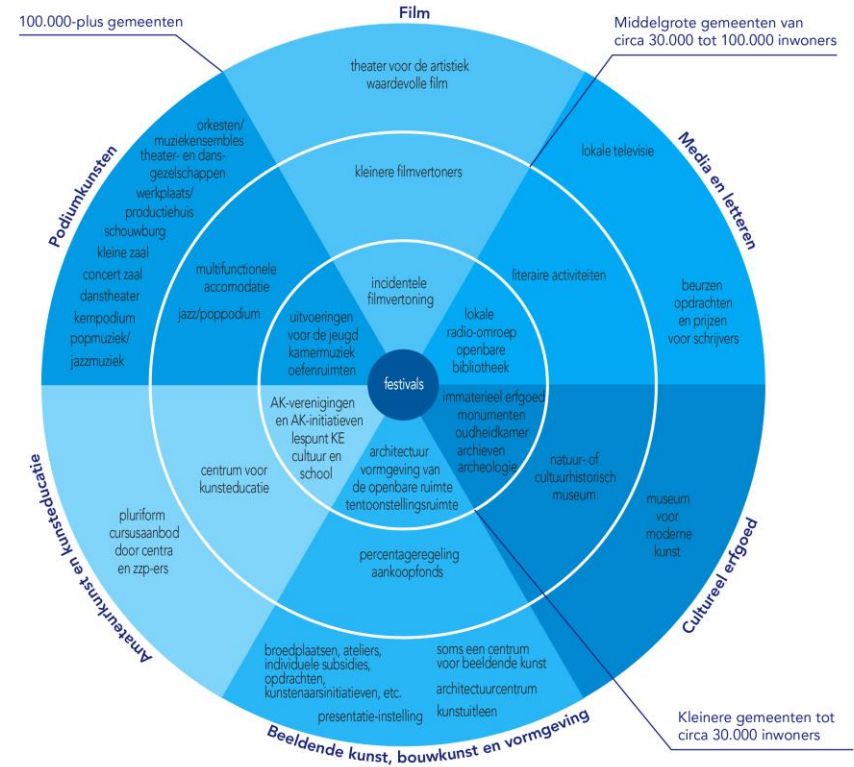 Film
100.000-plus gemeenten
Middelgrote gemeenten van
circa 30.000 tot 100.000 inwoners
theater voor de artistiek
waardevolle film
kleinere filmvertoners
incidentele
filmvertoning
Media en letteren
lokale televisie
literaire activiteiten
beurzen
opdrachten
en prijzen
voor schrijvers
lokale
radio-omroep
openbare
bibliotheek
Podiumkunsten
orkesten/
muziekensembles
theater- en dans-
gezelschappen
werkplaats/
productiehuis
schouwburg
kleine zaal
concert zaal
danstheater
kernpodium
popmuziek/
jazzmuziek
multifunctionele
accomodatie
jazz/poppodium
uitvoeringen
voor de jeugd
kamermuziek
oefenruimten
festivals
Amateurkunst en kunsteducatie
AK-verenigingen
en AK-initiatieven
lespunt KE
cultuur en
school
centrum voor
kunsteducatie
pluriform
cursusaanbod
door centra
en zzp-ers
Cultureel erfgoed
immaterieel erfgoed
monumenten
oudheidkamer
archieven
archeologie
natuur- of
cultuurhistorisch
museum
museum
voor
moderne
kunst
architectuur
vormgeving van
de openbare ruimte
tentoonstellingsruimte
percentageregeling
aankoopfonds
broedplaatsen, ateliers,
individuele subsidies,
opdrachten,
kunstenaarsinitiatieven, etc.
presentatie-instelling
soms een centrum
voor beeldende kunst
architectuurcentrum
kunstuitleen
Beeldende kunst, bouwkunst en vormgeving
Kleinere gemeenten tot
circa 30.000 inwoners